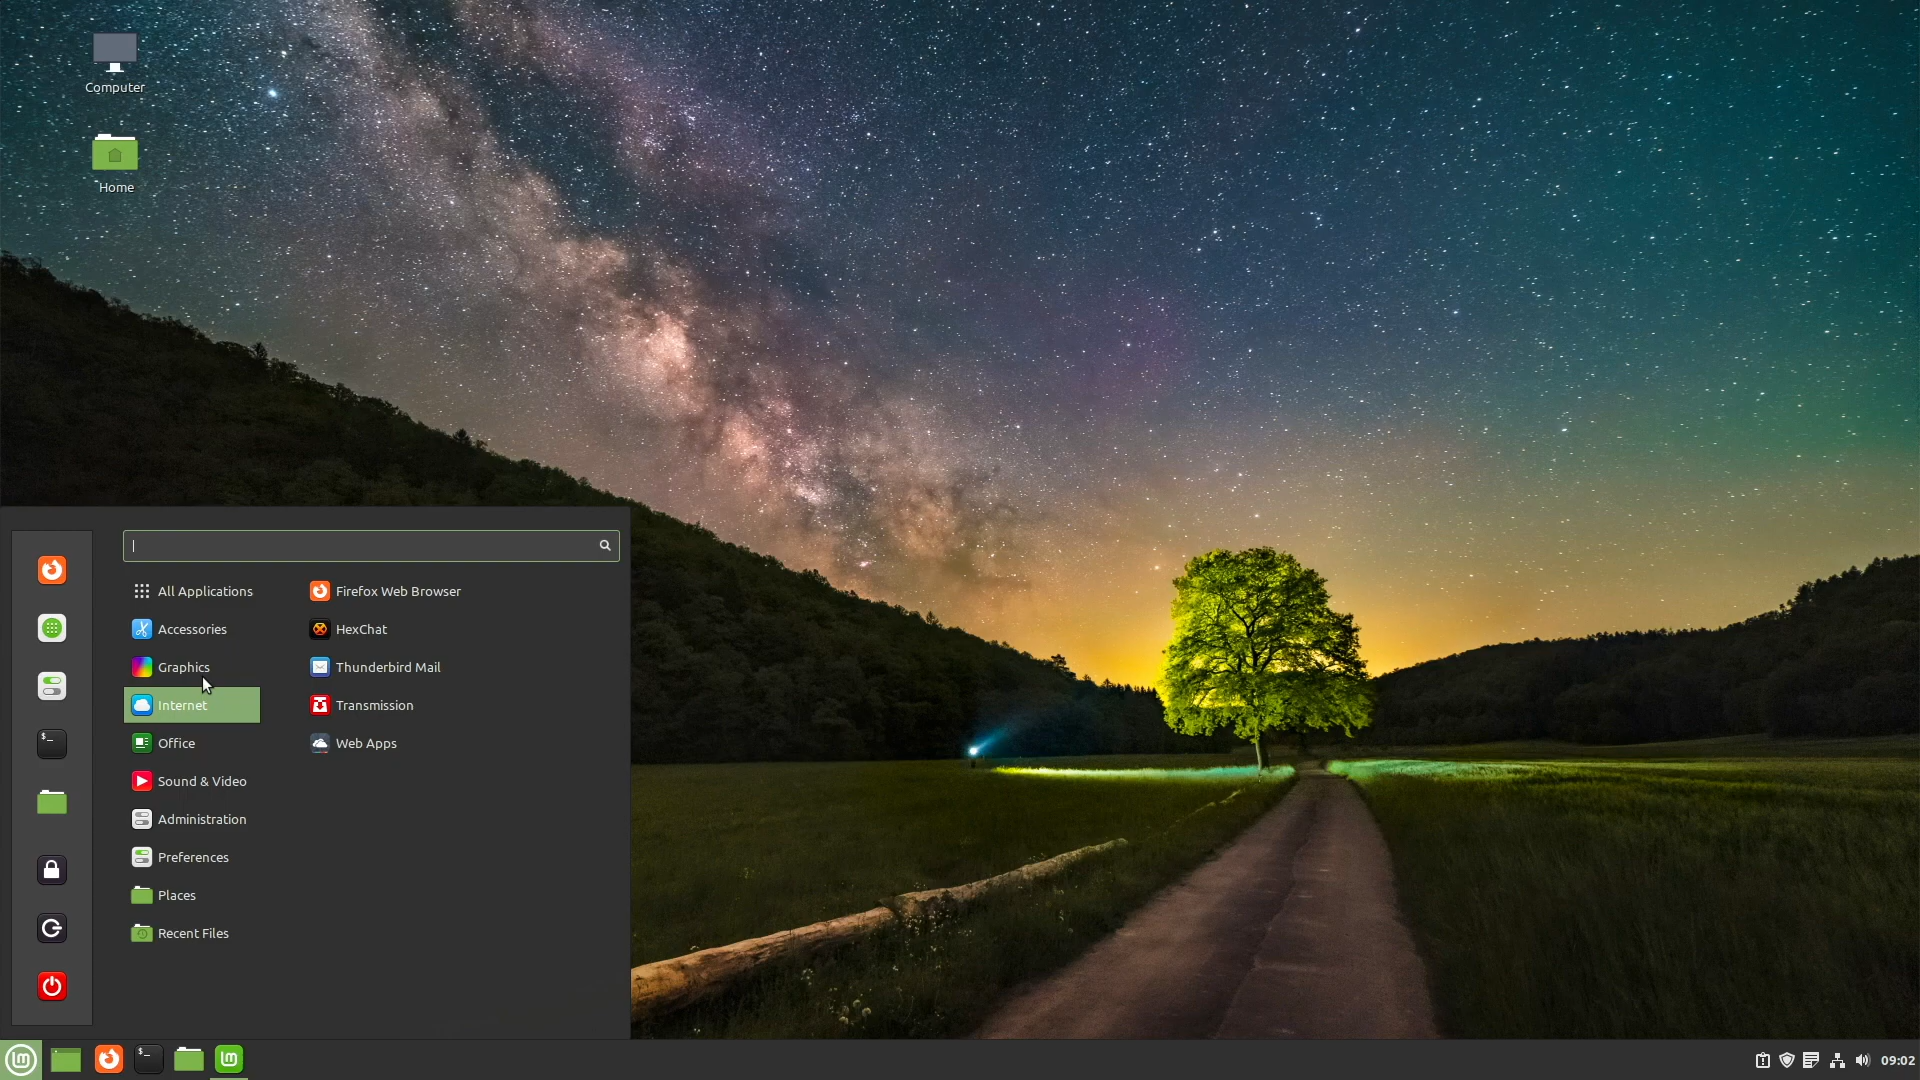 Computer
Home
All Applications
Accessories
Graphics
Internet
Office
Sound & Video
Administration
Preferences
Places
Recent Files
Firefox Web Browser
HexChat
Thunderbird Mail
Transmission
Web Apps
09:02